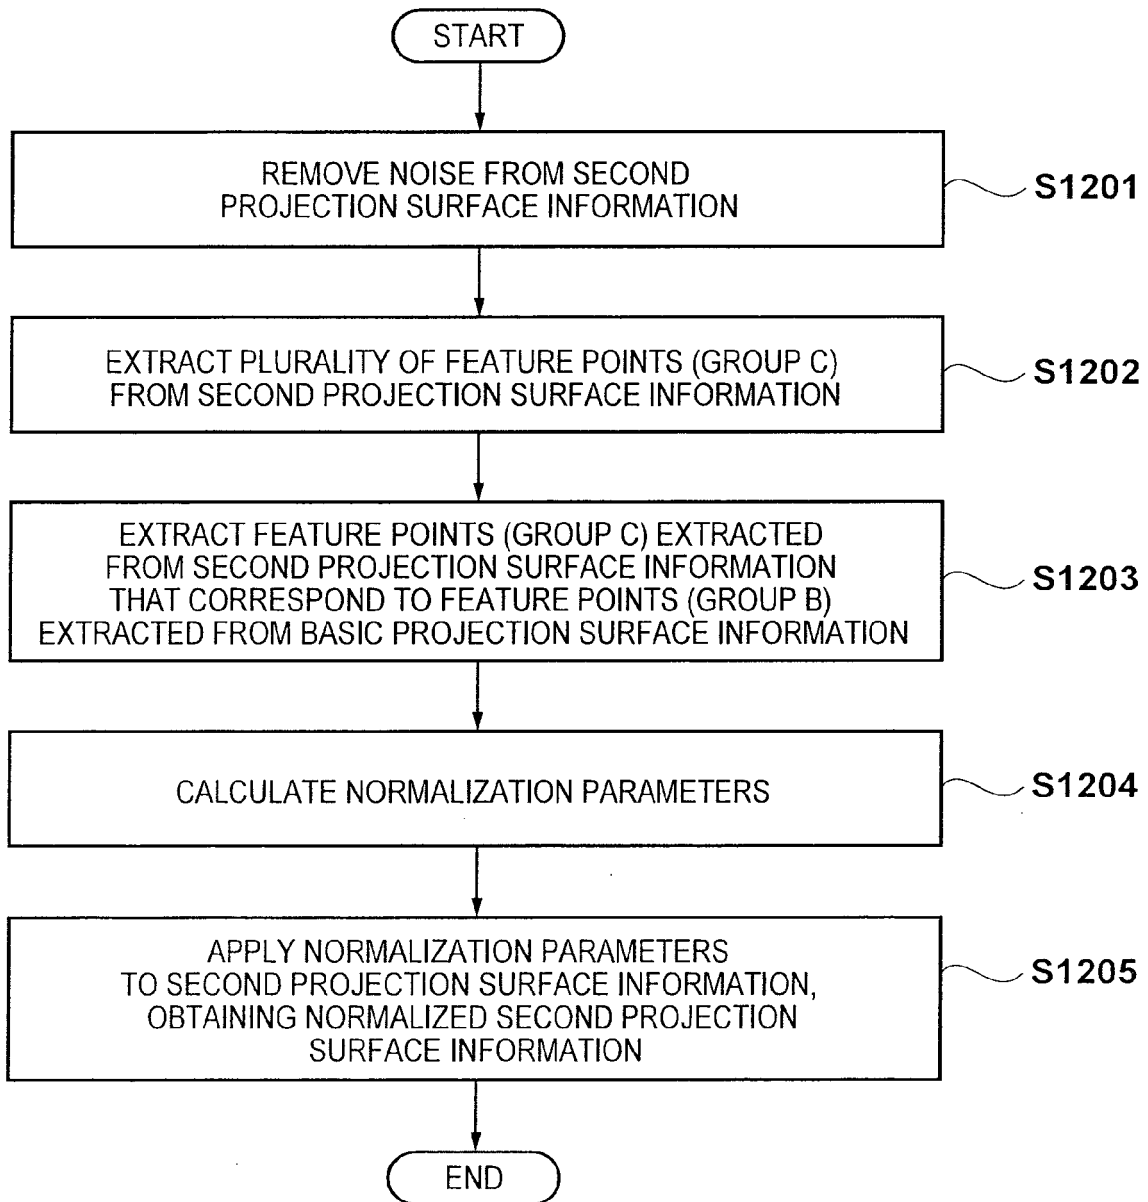 START
REMOVE NOISE FROM SECOND
PROJECTION SURFACE INFORMATION
S1201
EXTRACT PLURALITY OF FEATURE POINTS (GROUP C)
FROM SECOND PROJECTION SURFACE INFORMATION
S1202
EXTRACT FEATURE POINTS (GROUP C) EXTRACTED
FROM SECOND PROJECTION SURFACE INFORMATION
THAT CORRESPOND TO FEATURE POINTS (GROUP B)
EXTRACTED FROM BASIC PROJECTION SURFACE INFORMATION
S1203
CALCULATE NORMALIZATION PARAMETERS
S1204
APPLY NORMALIZATION PARAMETERS
TO SECOND PROJECTION SURFACE INFORMATION,
OBTAINING NORMALIZED SECOND PROJECTION
SURFACE INFORMATION
S1205
END